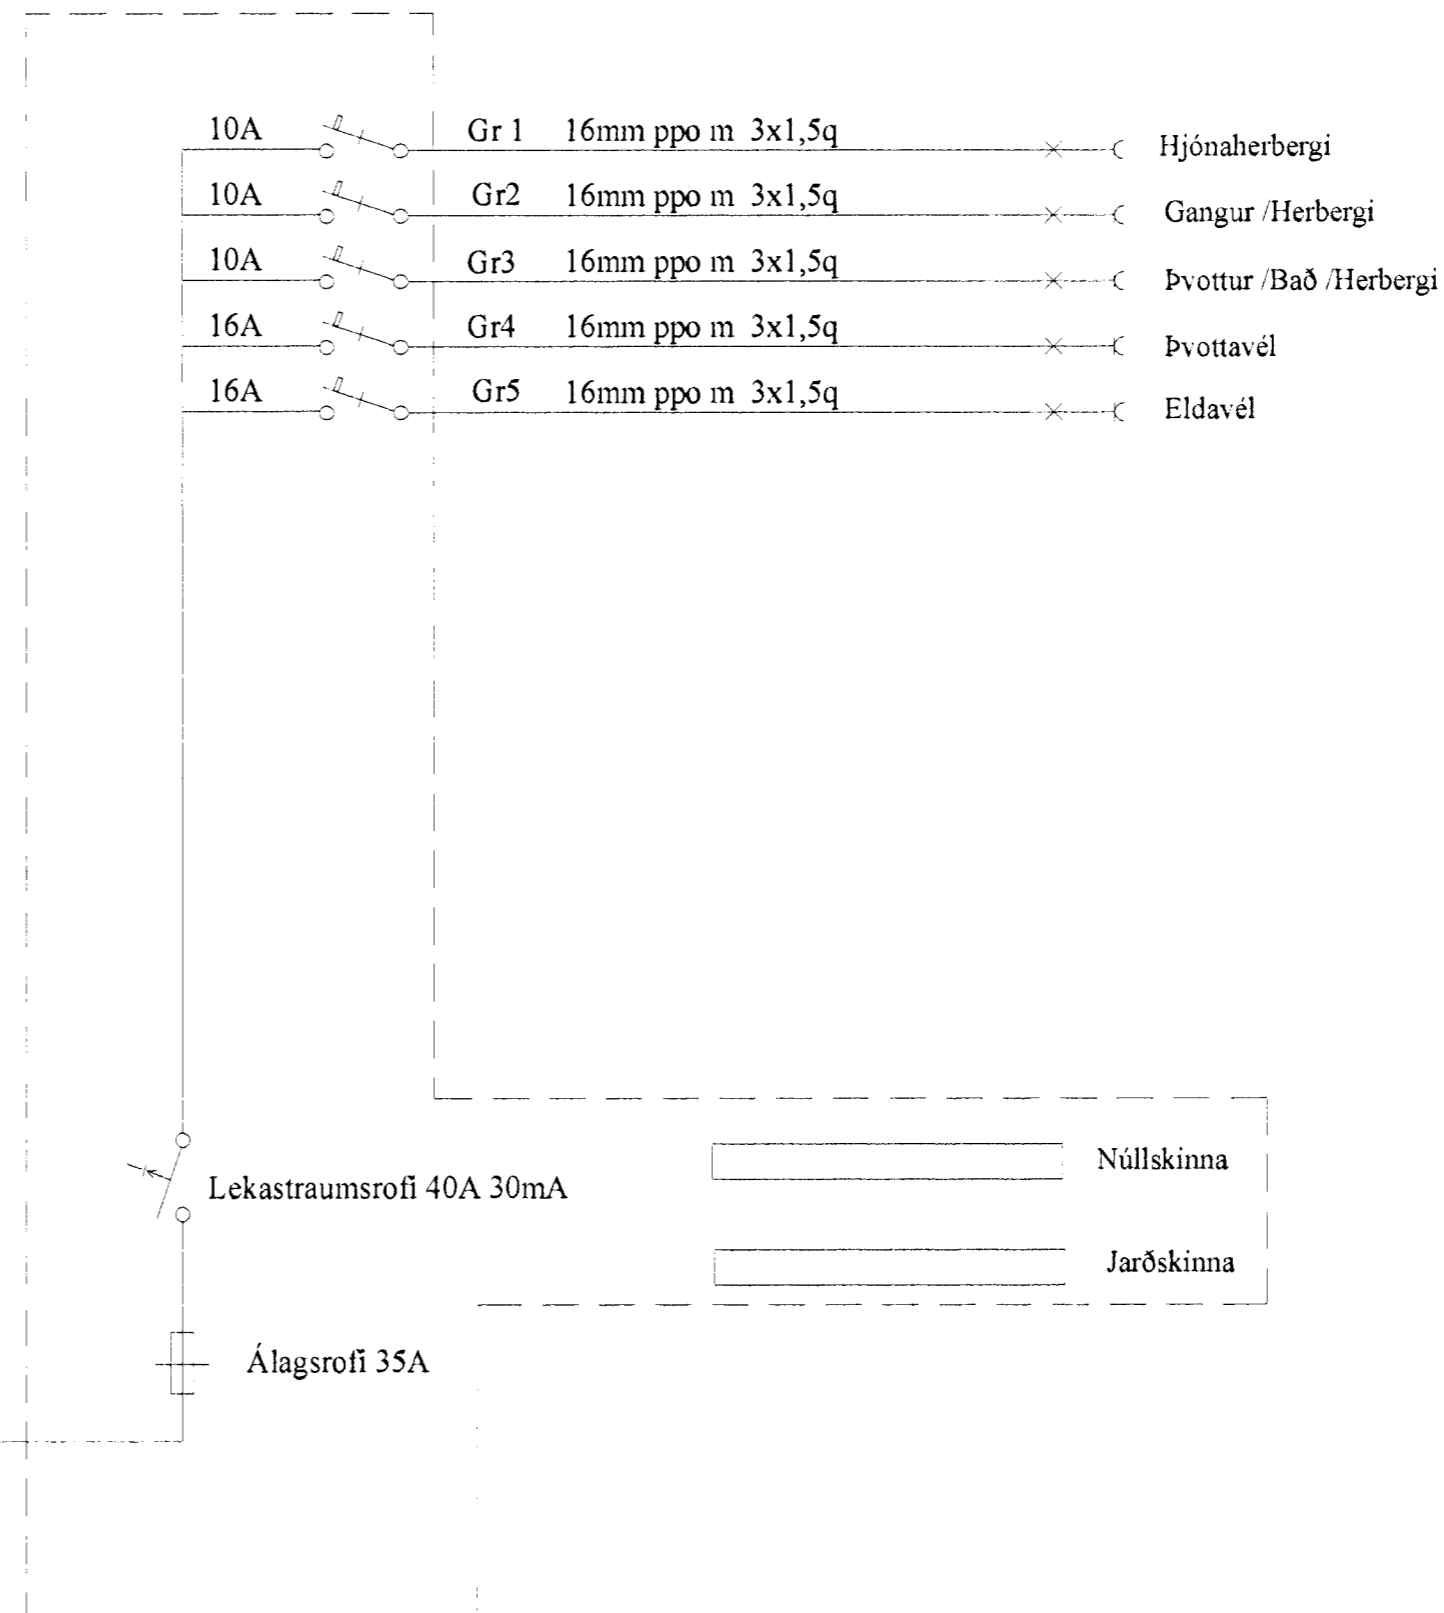 10A Gr 1 16mm ppo m 3x1,5q Hjónaherbergi
10A Gr2 16mm ppo m 3x1,5q Gangur /Herbergi
10A Gr3 16mm ppo m 3x1,5q Þvottur /Bað /Herbergi
16A Gr4 16mm ppo m 3x1,5q Þvottavél
16A Gr5 16mm ppo m 3x1,5q Eldavél
Núllskinna
Lekastraumsrofi 40A 30mA
Jarðskinna
Álagsrofi 35A